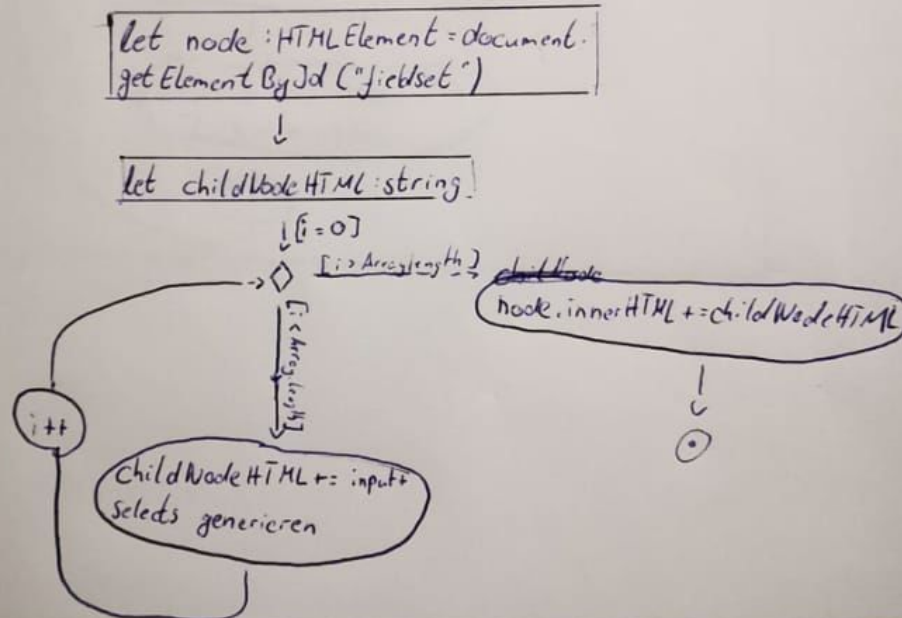 let node : HTMLElement = document.
getElementById ("fieldset")
let childNodeHTML : string
[i = 0]
[i > Array.length]
childNode
node.innerHTML += childNodeHTML
[i < Array.length]
i++
childNodeHTML += input +
selects generieren